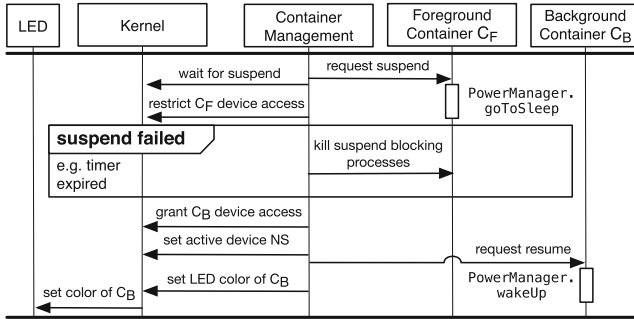 LED
Kernel
Container
Management
Foreground
Container CF
Background
Container CB
request suspend
wait for suspend
PowerManager.
goToSleep
restrict CF device access
suspend failed
e.g. timer
expired
kill suspend blocking
processes
grant CB device access
set active device NS
request resume
set LED color of CB
PowerManager.
wakeUp
set color of CB